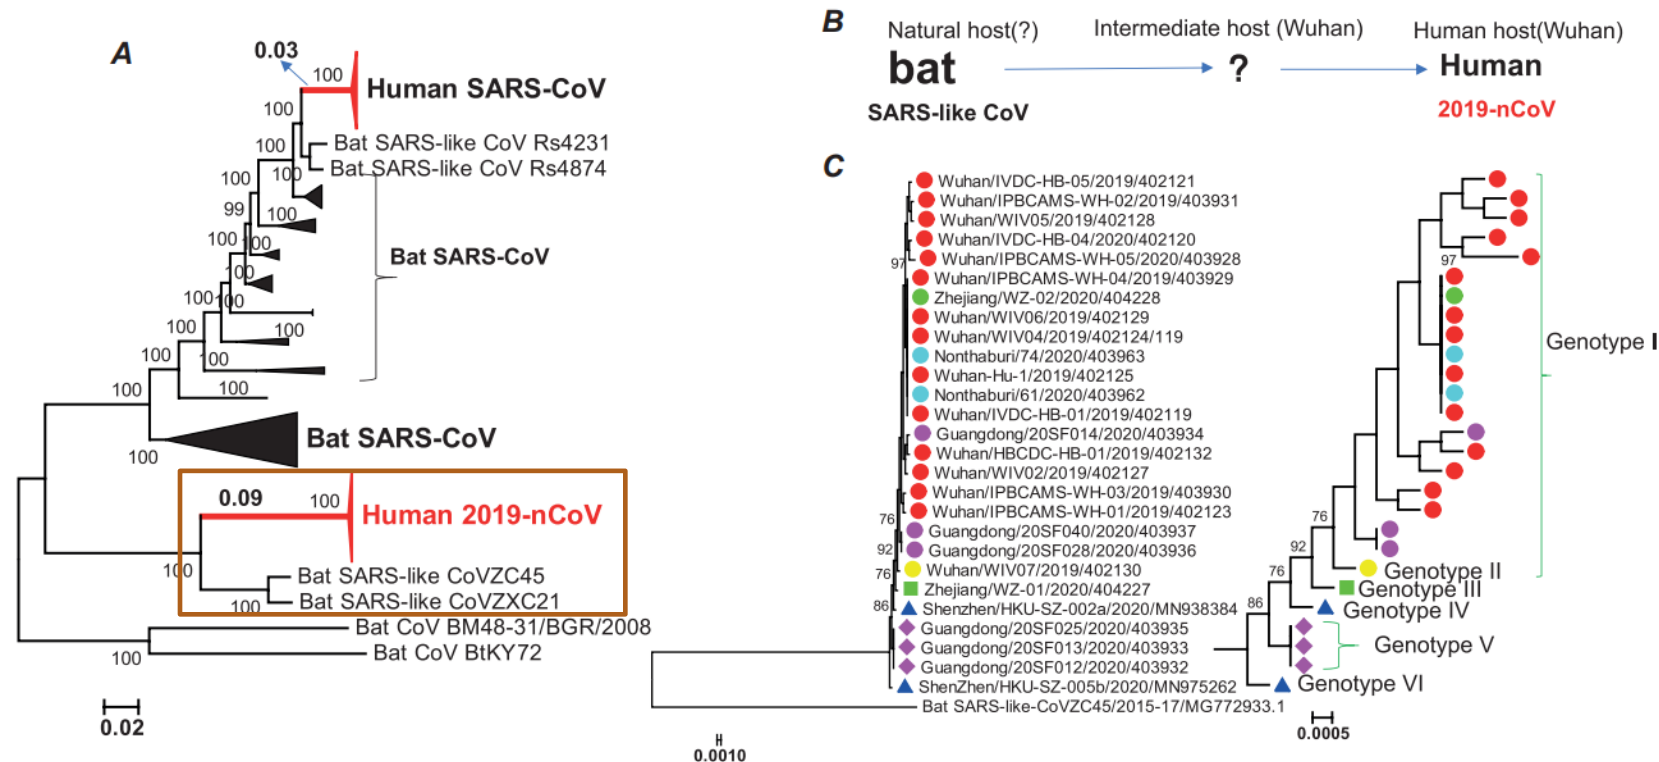 A
0.03
100
Human SARS-CoV
100
100
Bat SARS-like CoV Rs4231
Bat SARS-like CoV Rs4874
100
100
99
100
100
100
Bat SARS-CoV
100
100
100
100
100
100
100
100
100
100
Bat SARS-CoV
100
0.09
100
Human 2019-nCoV
100
Bat SARS-like CoVZC45
Bat SARS-like CoVZXC21
100
Bat CoV BM48-31/BGR/2008
Bat CoV BtKY72
100
0.02
B
Natural host(?)
Intermediate host (Wuhan)
Human host(Wuhan)
bat
?
Human
SARS-like CoV
2019-nCoV
C
Wuhan/IVDC-HB-05/2019/402121
Wuhan/IPBCAMS-WH-02/2019/403931
Wuhan/WIV05/2019/402128
Wuhan/IVDC-HB-04/2020/402120
Wuhan/IPBCAMS-WH-05/2020/403928
97
Wuhan/IPBCAMS-WH-04/2019/403929
Zhejiang/WZ-02/2020/404228
Wuhan/WIV06/2019/402129
Wuhan/WIV04/2019/402124/119
Nonthaburi/74/2020/403963
Wuhan-Hu-1/2019/402125
Nonthaburi/61/2020/403962
Wuhan/IVDC-HB-01/2019/402119
Guangdong/20SF014/2020/403934
Wuhan/HBCDC-HB-01/2019/402132
Wuhan/WIV02/2019/402127
Wuhan/IPBCAMS-WH-03/2019/403930
Wuhan/IPBCAMS-WH-01/2019/402123
76
Guangdong/20SF040/2020/403937
92
Guangdong/20SF028/2020/403936
76
Wuhan/WIV07/2019/402130
Zhejiang/WZ-01/2020/404227
86
Shenzhen/HKU-SZ-002a/2020/MN938384
Guangdong/20SF025/2020/403935
Guangdong/20SF013/2020/403933
Guangdong/20SF012/2020/403932
ShenZhen/HKU-SZ-005b/2020/MN975262
Bat SARS-like-CoVZC45/2015-17/MG772933.1
0.0010
97
Genotype I
76
92
Genotype II
76
Genotype III
86
Genotype IV
Genotype V
Genotype VI
0.0005